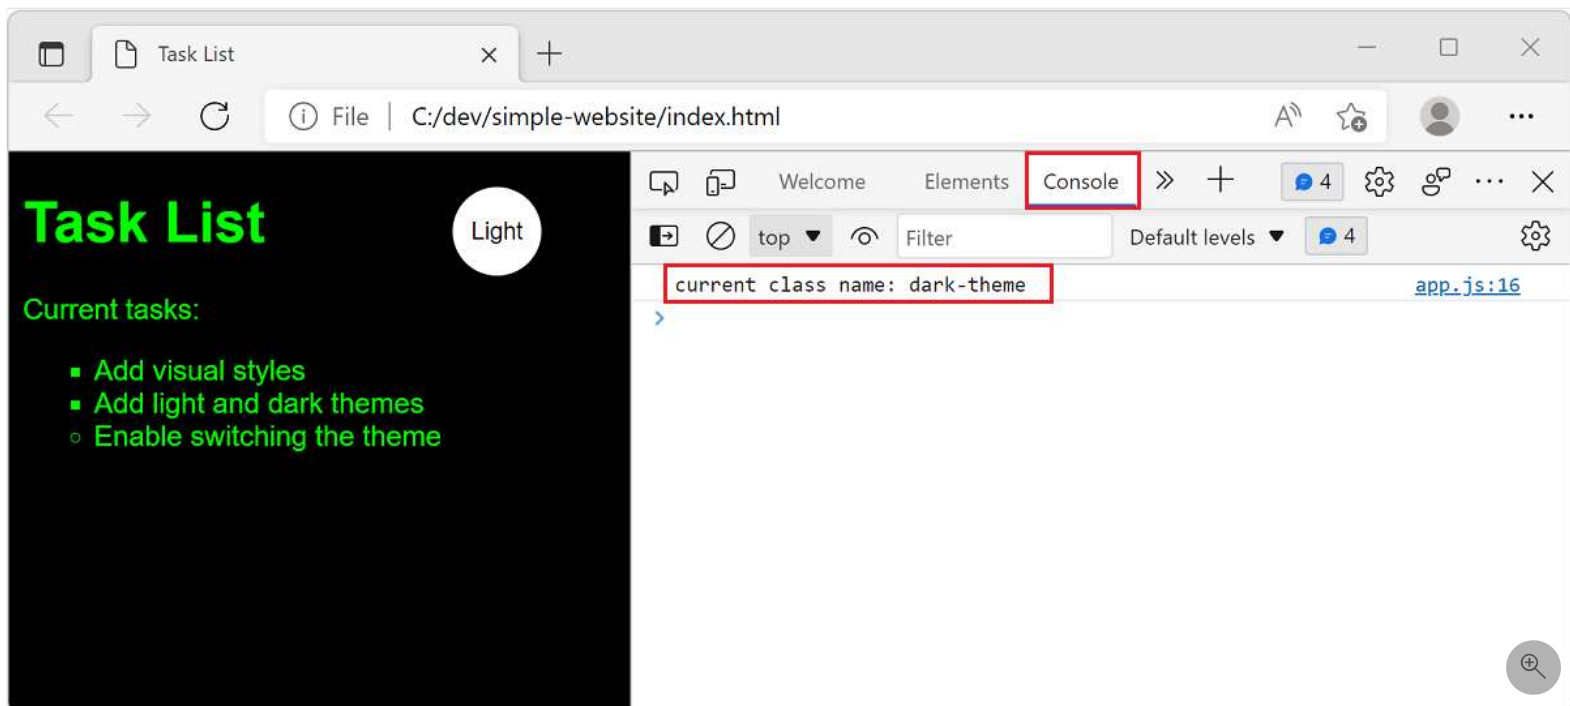 Task List
File | C:/dev/simple-website/index.html
Task List
Light
Current tasks:
Add visual styles
Add light and dark themes
Enable switching the theme
Welcome Elements Console 4
top Filter Default levels 4
current class name: dark-theme app.js:16